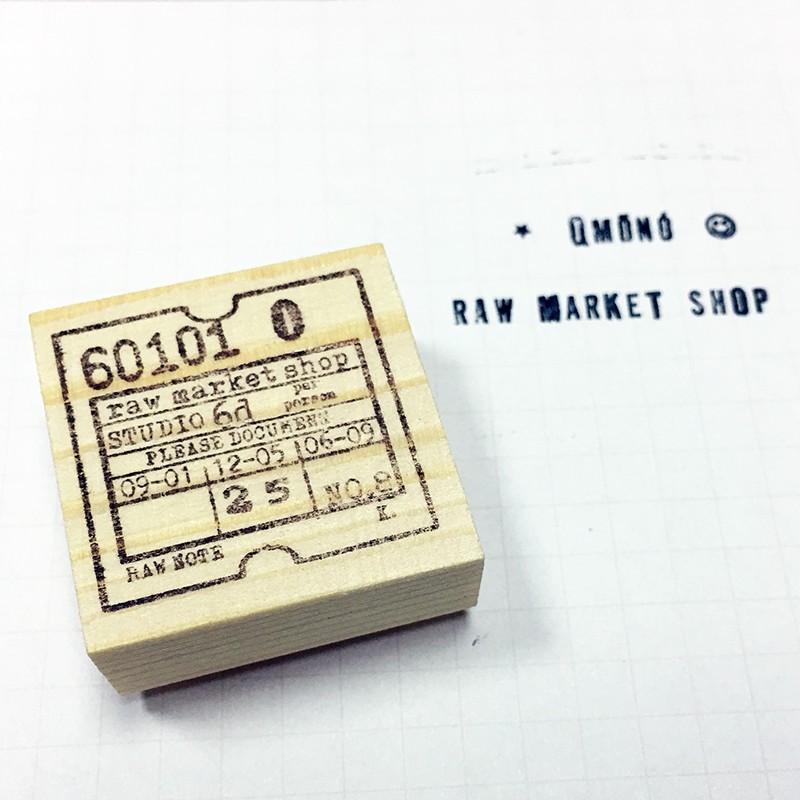 ★ QMŌNÓ ☺
RAW MARKET SHOP
60101 0
raw market shop
STUDIO 6d per person
PLEASE DOCUMENT
09-01 12-05 06-09
25 NO.8
K.
RAW NOTE